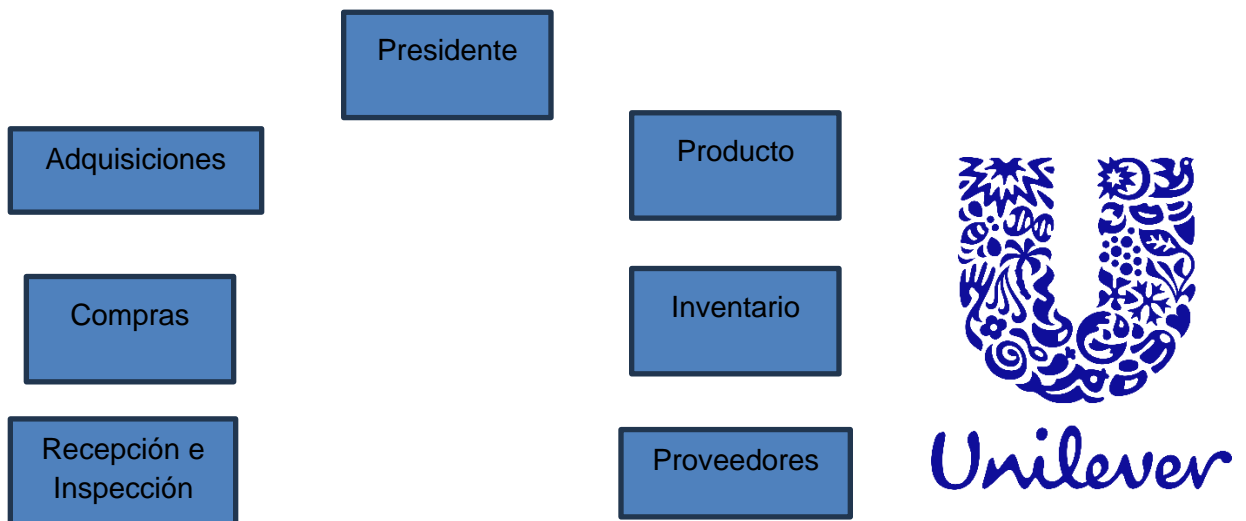 Presidente
Adquisiciones
Producto
Compras
Inventario
Recepción e
Inspección
Proveedores
Unilever